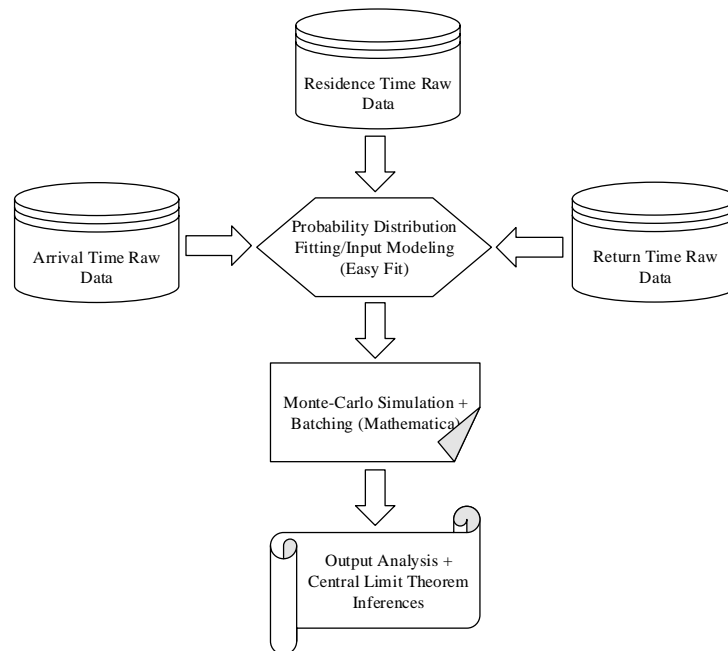 Residence Time Raw
Data
Arrival Time Raw
Data
Probability Distribution
Fitting/Input Modeling
(Easy Fit)
Return Time Raw
Data
Monte-Carlo Simulation +
Batching (Mathematica)
Output Analysis +
Central Limit Theorem
Inferences